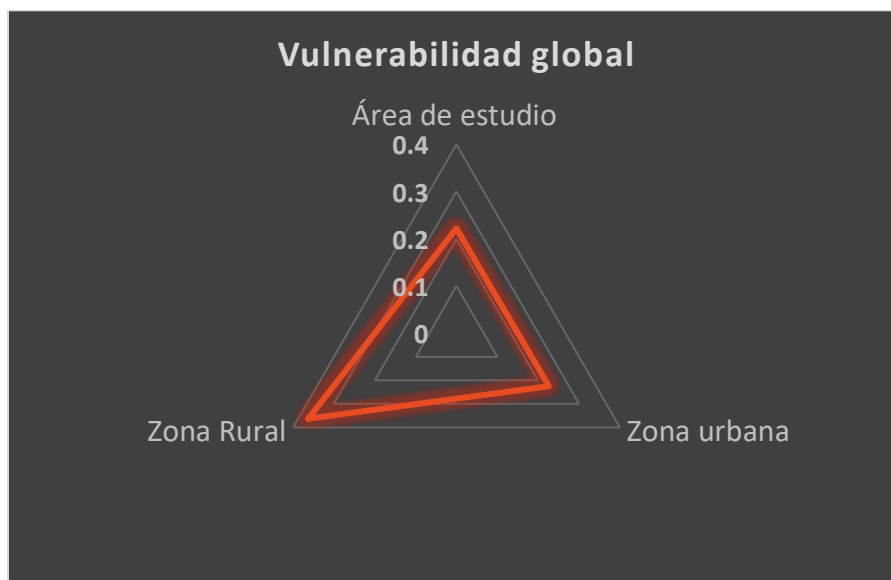 Vulnerabilidad global
Área de estudio
0.4
0.3
0.2
0.1
0
Zona Rural
Zona urbana